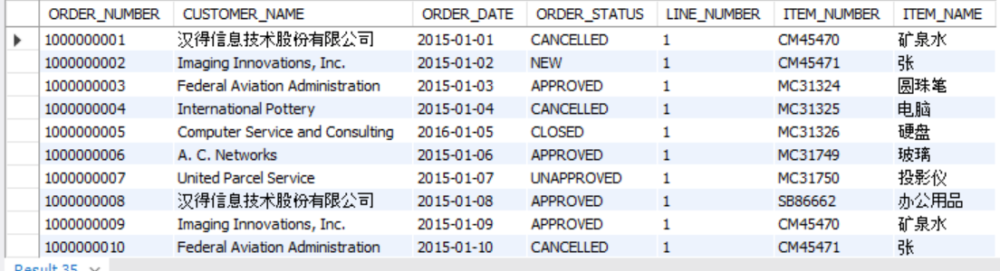 ORDER_NUMBER CUSTOMER_NAME ORDER_DATE ORDER_STATUS LINE_NUMBER ITEM_NUMBER ITEM_NAME
1000000001 汉得信息技术股份有限公司 2015-01-01 CANCELLED 1 CM45470 矿泉水
1000000002 Imaging Innovations, Inc. 2015-01-02 NEW 1 CM45471 张
1000000003 Federal Aviation Administration 2015-01-03 APPROVED 1 MC31324 圆珠笔
1000000004 International Pottery 2015-01-04 CANCELLED 1 MC31325 电脑
1000000005 Computer Service and Consulting 2016-01-05 CLOSED 1 MC31326 硬盘
1000000006 A. C. Networks 2015-01-06 APPROVED 1 MC31749 玻璃
1000000007 United Parcel Service 2015-01-07 UNAPPROVED 1 MC31750 投影仪
1000000008 汉得信息技术股份有限公司 2015-01-08 APPROVED 1 SB86662 办公用品
1000000009 Imaging Innovations, Inc. 2015-01-09 APPROVED 1 CM45470 矿泉水
1000000010 Federal Aviation Administration 2015-01-10 CANCELLED 1 CM45471 张
Result 35